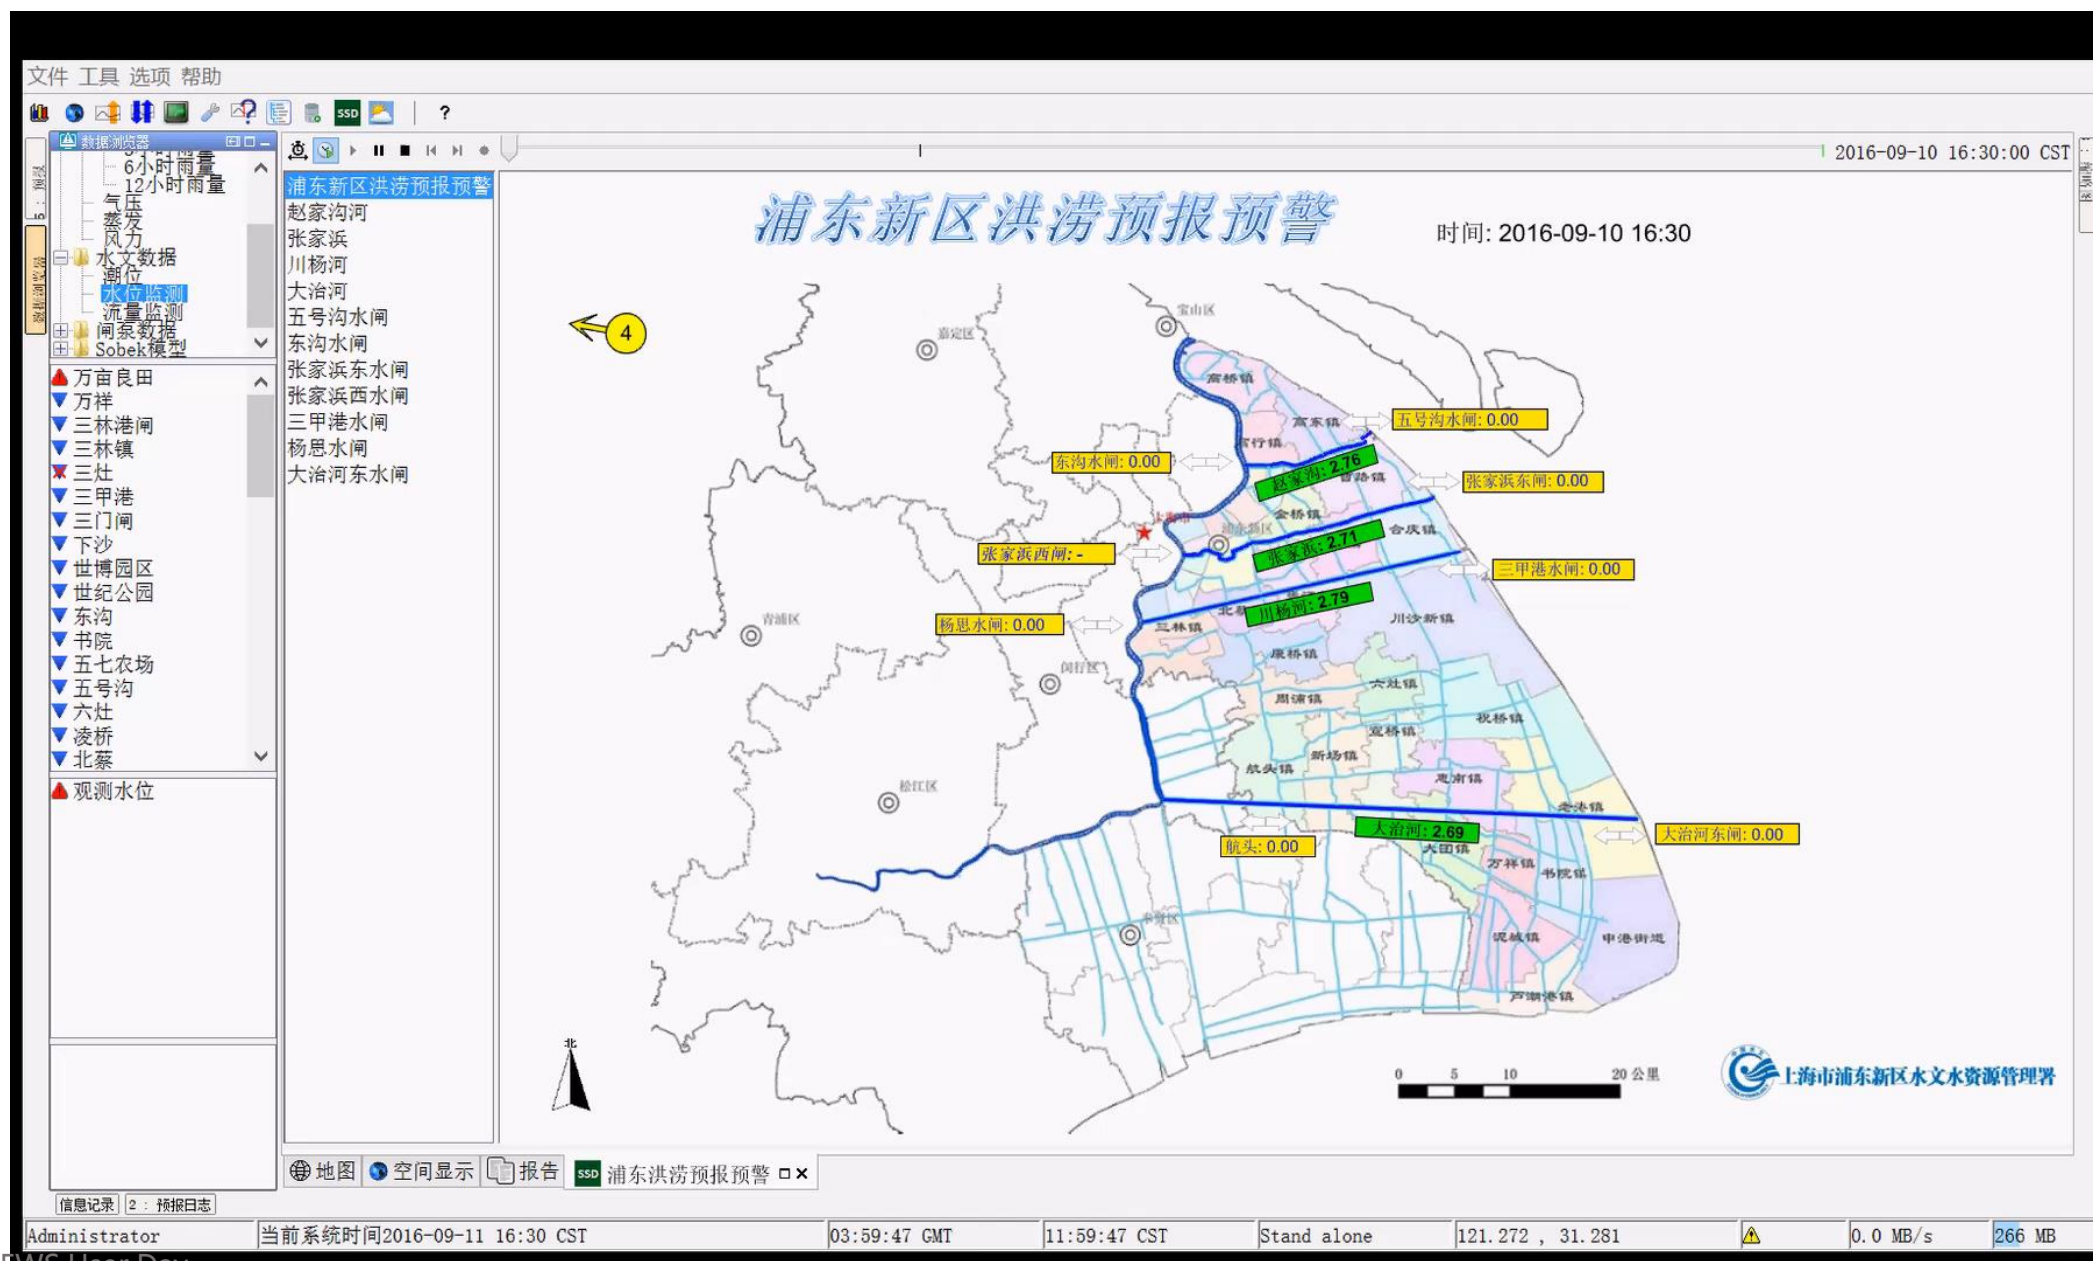 文件 工具 选项 帮助
SSD
?
数据浏览器
6小时雨量
12小时雨量
气压
蒸发
风力
水文数据
潮位
水位监测
流量监测
闸泵数据
Sobek模型
万亩良田
万祥
三林港闸
三林镇
三灶
三甲港
三门闸
下沙
世博园区
世纪公园
东沟
书院
五七农场
五号沟
六灶
凌桥
北蔡
观测水位
2016-09-10 16:30:00 CST
浦东新区洪涝预报预警
赵家沟河
张家浜
川杨河
大治河
五号沟水闸
东沟水闸
张家浜东水闸
张家浜西水闸
三甲港水闸
杨思水闸
大治河东水闸
浦东新区洪涝预报预警
时间: 2016-09-10 16:30
4
宝山区
嘉定区
高桥镇
高东镇
五号沟水闸: 0.00
东沟水闸: 0.00
赵家沟: 2.76
张家浜东闸: 0.00
金桥镇
合庆镇
张家浜西闸: -
张家浜: 2.71
三甲港水闸: 0.00
川杨河: 2.79
杨思水闸: 0.00
三林镇
川沙新镇
青浦区
康桥镇
闵行区
六灶镇
周浦镇
祝桥镇
宣桥镇
新场镇
航头镇
惠南镇
松江区
老港镇
大治河: 2.69
大治河东闸: 0.00
航头: 0.00
大团镇
万祥镇
书院镇
奉贤区
泥城镇
申港街道
芦潮港镇
北
0 5 10 20 公里
上海市浦东新区水文水资源管理署
地图 空间显示 报告 SSD 浦东洪涝预报预警
信息记录 2 : 预报日志
Administrator 当前系统时间2016-09-11 16:30 CST 03:59:47 GMT 11:59:47 CST Stand alone 121.272 , 31.281 0.0 MB/s 266 MB